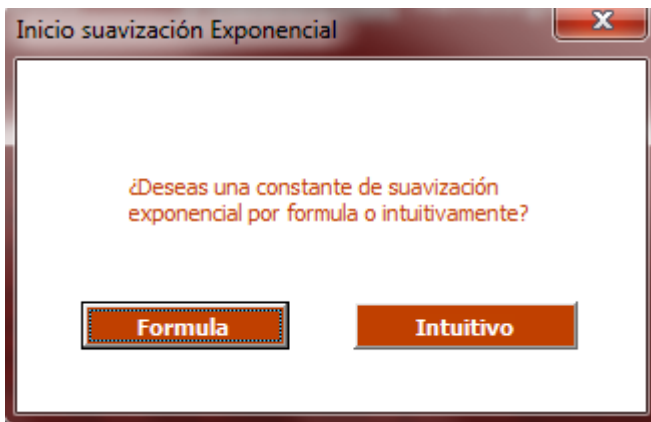 Inicio suavización Exponencial
¿Deseas una constante de suavización
exponencial por formula o intuitivamente?
Formula
Intuitivo